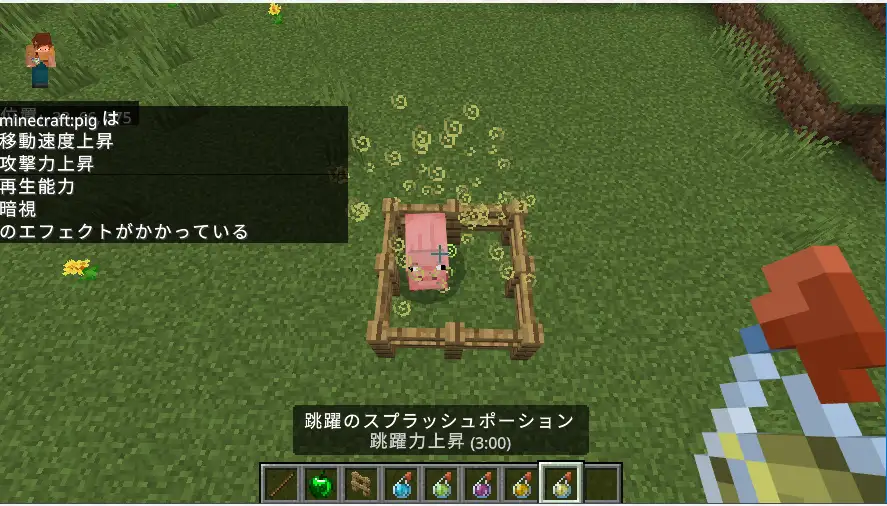 minecraft:pig は
移動速度上昇
攻撃力上昇
再生能力
暗視
のエフェクトがかかっている
跳躍のスプラッシュポーション
跳躍力上昇 (3:00)